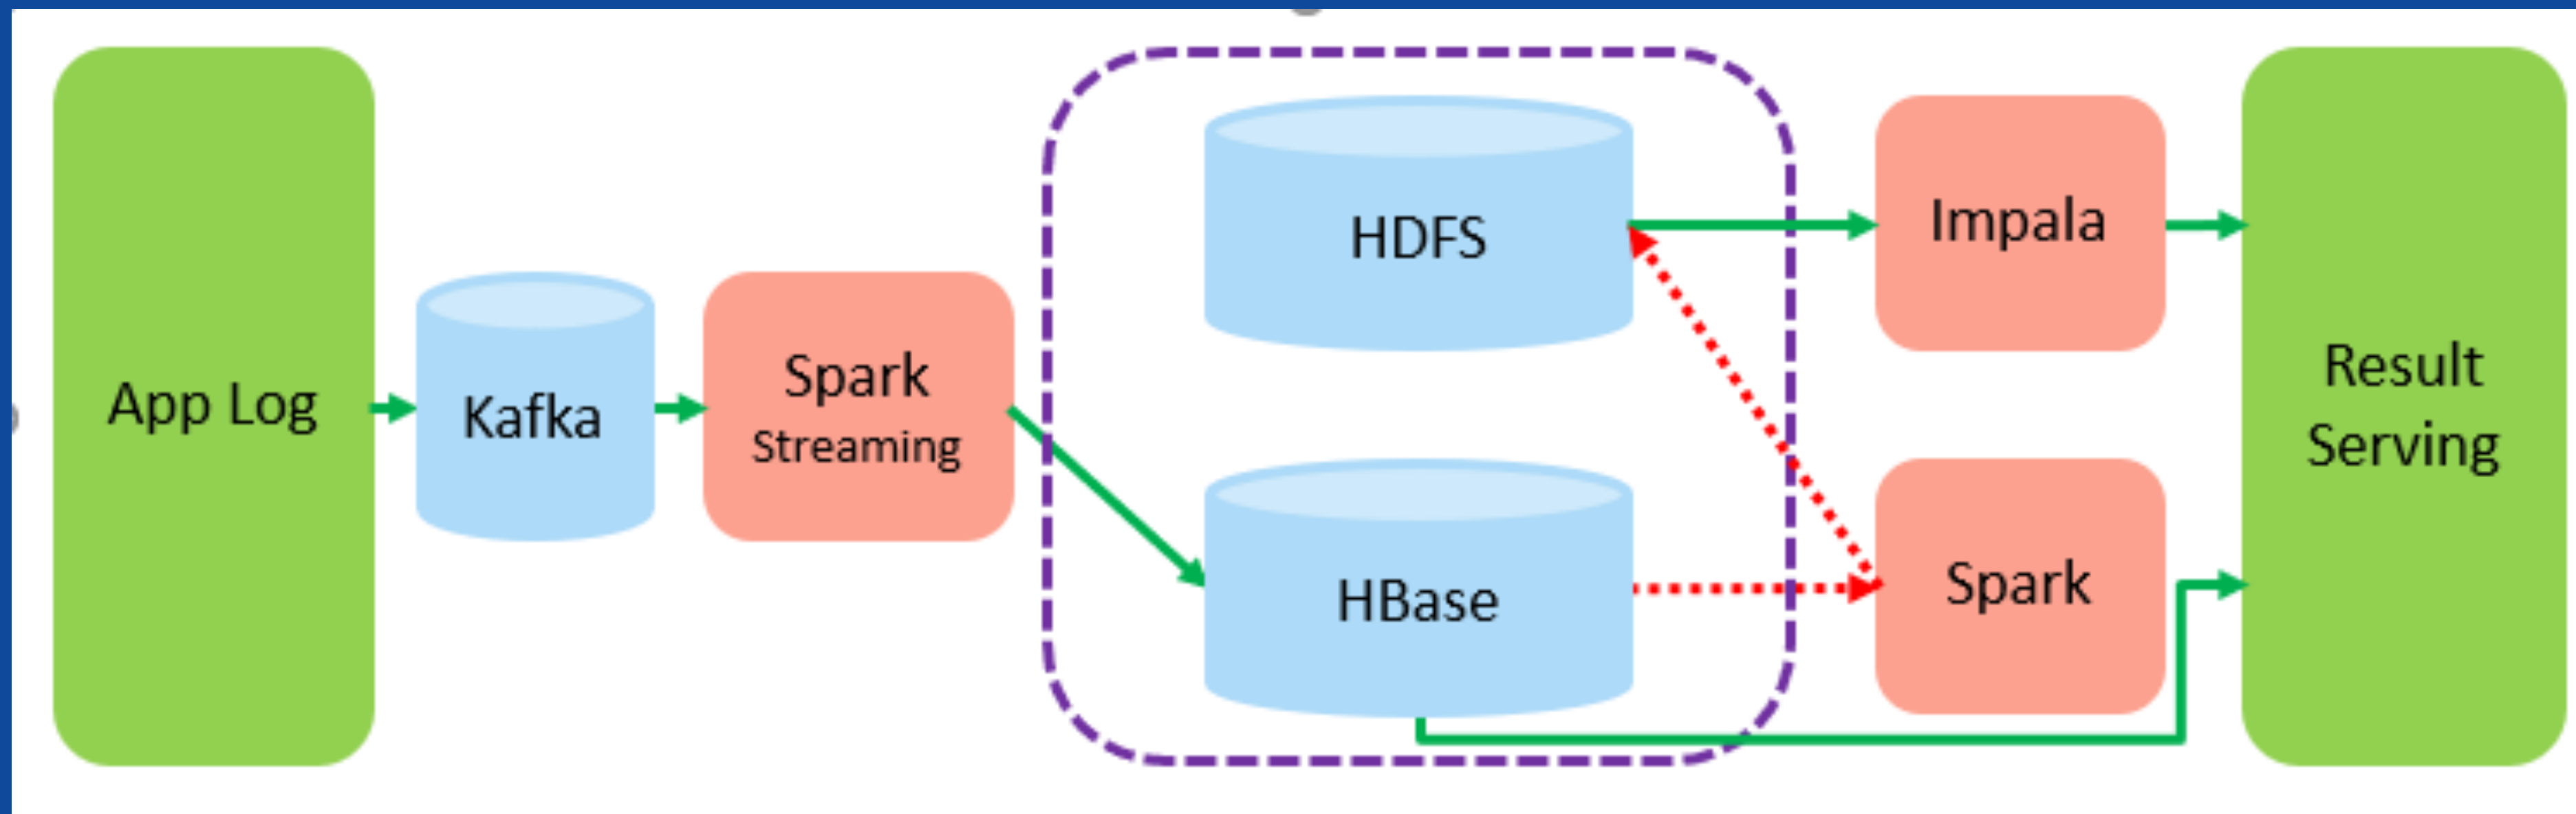 App Log
Kafka
Spark
Streaming
HDFS
HBase
Impala
Spark
Result
Serving